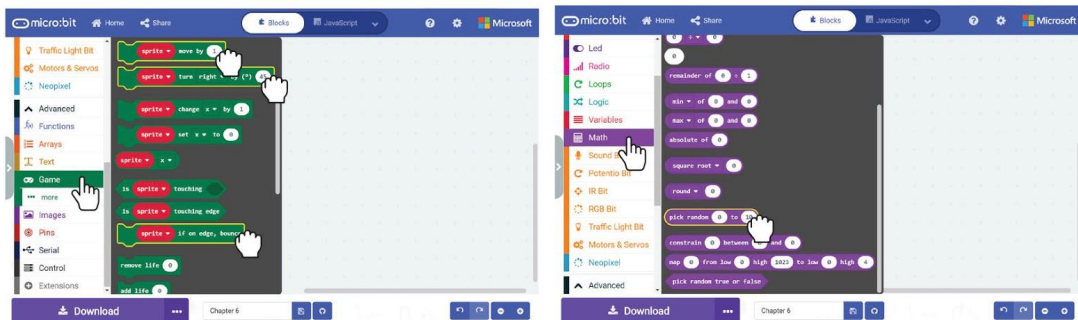 micro:bit Home Share Blocks JavaScript Microsoft
Traffic Light Bit
Motors & Servos
Neopixel
Advanced
Functions
Arrays
Text
Game
more
Images
Pins
Serial
Control
Extensions
sprite move by 1
sprite turn right by (°) 45
sprite change x by 1
sprite set x to 0
sprite x
is sprite touching
is sprite touching edge
sprite if on edge, bounce
remove life 0
add life 0
Download Chapter 6
micro:bit Home Share Blocks JavaScript Microsoft
Led
Radio
Loops
Logic
Variables
Math
Sound
Potentio Bit
IR Bit
RGB Bit
Traffic Light Bit
Motors & Servos
Neopixel
Advanced
0 ÷ 0
0
remainder of 0 ÷ 1
min of 0 and 0
max of 0 and 0
absolute of 0
square root 0
round 0
pick random 0 to 10
constrain 0 between 0 and 0
map 0 from low 0 high 1023 to low 0 high 4
pick random true or false
Download Chapter 6